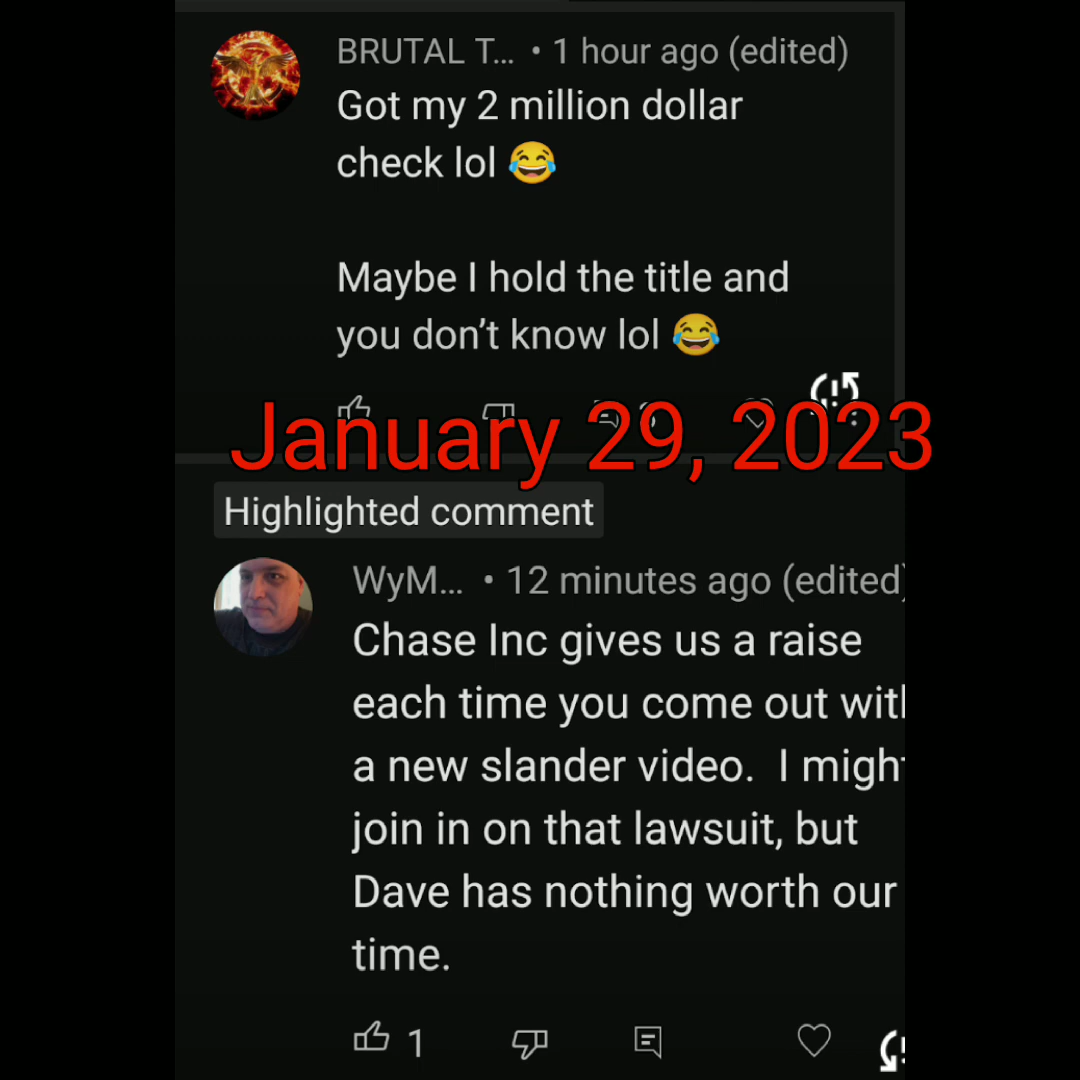 BRUTAL T... • 1 hour ago (edited)
Got my 2 million dollar
check lol 😂
Maybe I hold the title and
you don't know lol 😂
January 29, 2023
Highlighted comment
WyM... • 12 minutes ago (edited)
Chase Inc gives us a raise
each time you come out with
a new slander video. I might
join in on that lawsuit, but
Dave has nothing worth our
time.
1